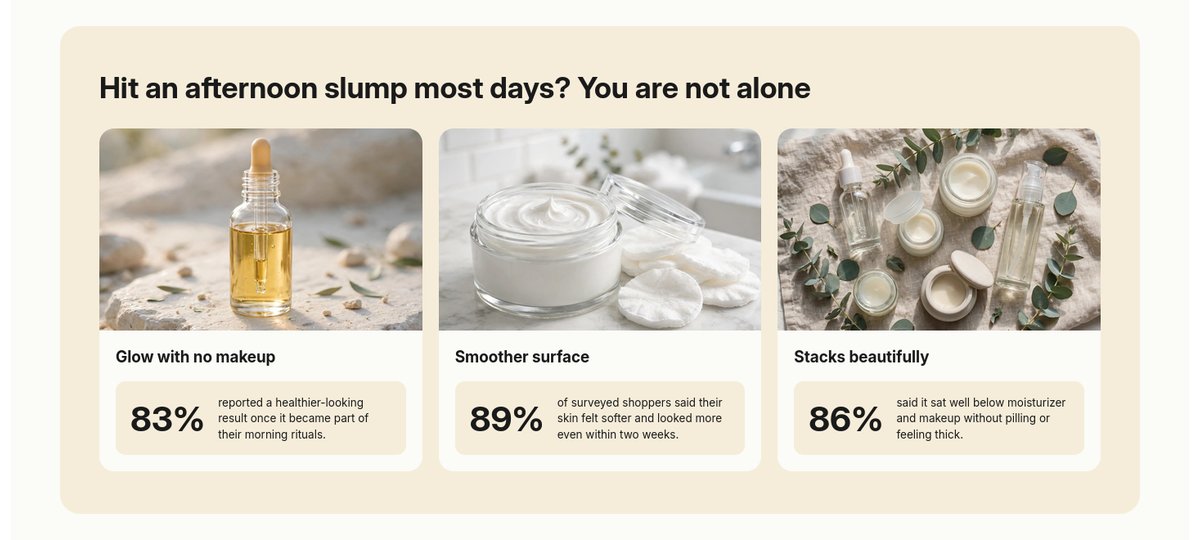 Hit an afternoon slump most days? You are not alone
Glow with no makeup
83%
reported a healthier-looking
result once it became part of
their morning rituals.
Smoother surface
89%
of surveyed shoppers said their
skin felt softer and looked more
even within two weeks.
Stacks beautifully
86%
said it sat well below moisturizer
and makeup without pilling or
feeling thick.